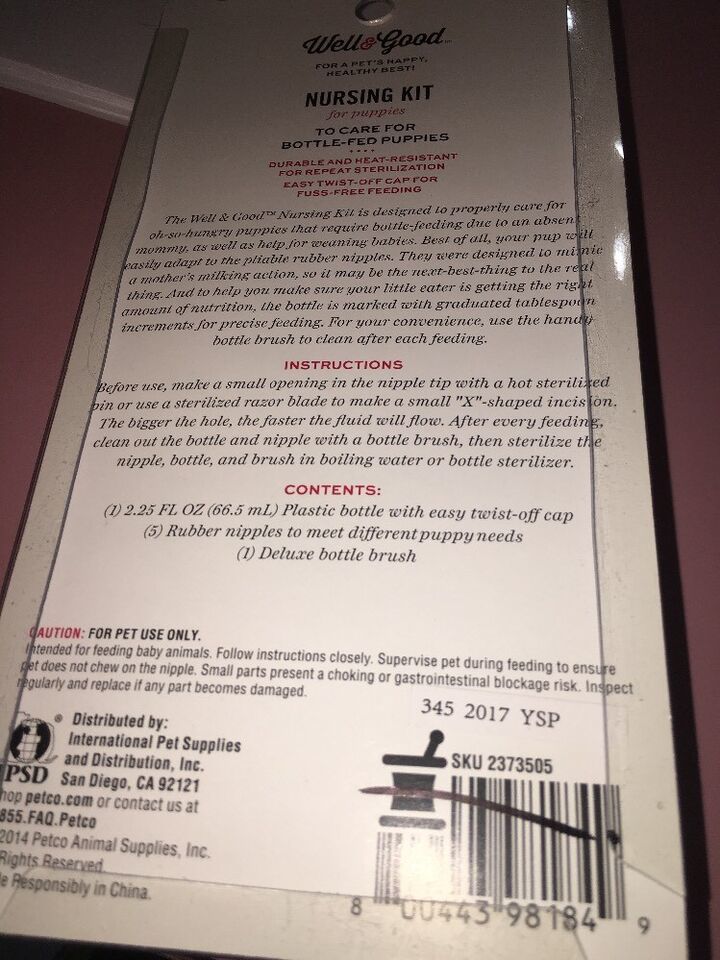 Well & Good™
FOR A PET'S HAPPY,
HEALTHY BEST!
NURSING KIT
for puppies
TO CARE FOR
BOTTLE-FED PUPPIES
DURABLE AND HEAT-RESISTANT
FOR REPEAT STERILIZATION
EASY TWIST-OFF CAP FOR
FUSS-FREE FEEDING
The Well & Good™ Nursing Kit is designed to properly care for
oh-so-hungry puppies that require bottle-feeding due to an absent
mommy, as well as help for weaning babies. Best of all, your pup will
easily adapt to the pliable rubber nipples. They were designed to mimic
a mother's milking action, so it may be the next-best-thing to the real
thing. And to help you make sure your little eater is getting the right
amount of nutrition, the bottle is marked with graduated tablespoon
increments for precise feeding. For your convenience, use the handy
bottle brush to clean after each feeding.
INSTRUCTIONS
Before use, make a small opening in the nipple tip with a hot sterilized
pin or use a sterilized razor blade to make a small "X"-shaped incision.
The bigger the hole, the faster the fluid will flow. After every feeding,
clean out the bottle and nipple with a bottle brush, then sterilize the
nipple, bottle, and brush in boiling water or bottle sterilizer.
CONTENTS:
(1) 2.25 FL OZ (66.5 mL) Plastic bottle with easy twist-off cap
(5) Rubber nipples to meet different puppy needs
(1) Deluxe bottle brush
CAUTION: FOR PET USE ONLY.
Intended for feeding baby animals. Follow instructions closely. Supervise pet during feeding to ensure
pet does not chew on the nipple. Small parts present a choking or gastrointestinal blockage risk. Inspect
regularly and replace if any part becomes damaged.
345 2017 YSP
® Distributed by:
International Pet Supplies
and Distribution, Inc.
PSD San Diego, CA 92121
hop petco.com or contact us at
855.FAQ.Petco
2014 Petco Animal Supplies, Inc.
Rights Reserved.
e Responsibly in China.
SKU 2373505
8 00443 98184 9